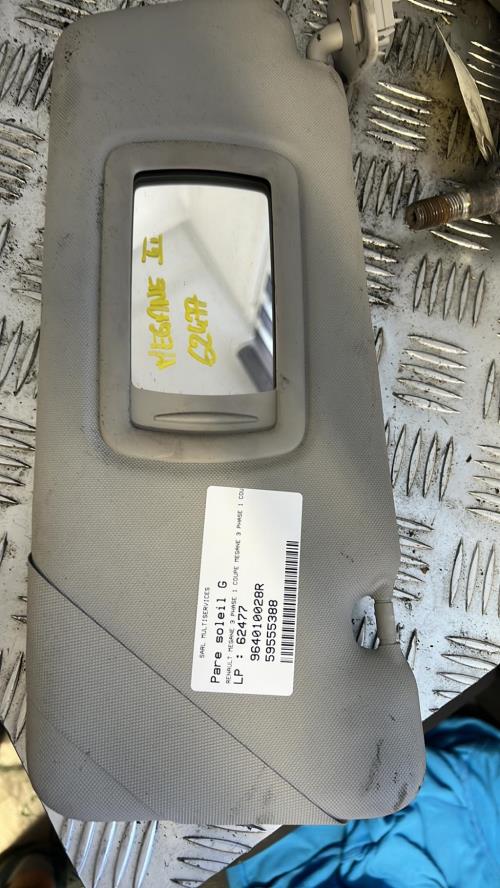 MEGANE III
62477
SARL MULTISERVICES
Pare soleil G
RENAULT MEGANE 3 PHASE 1 COUPE MEGANE 3 PHASE 1 COU
LP : 62477
964010028R
59555388